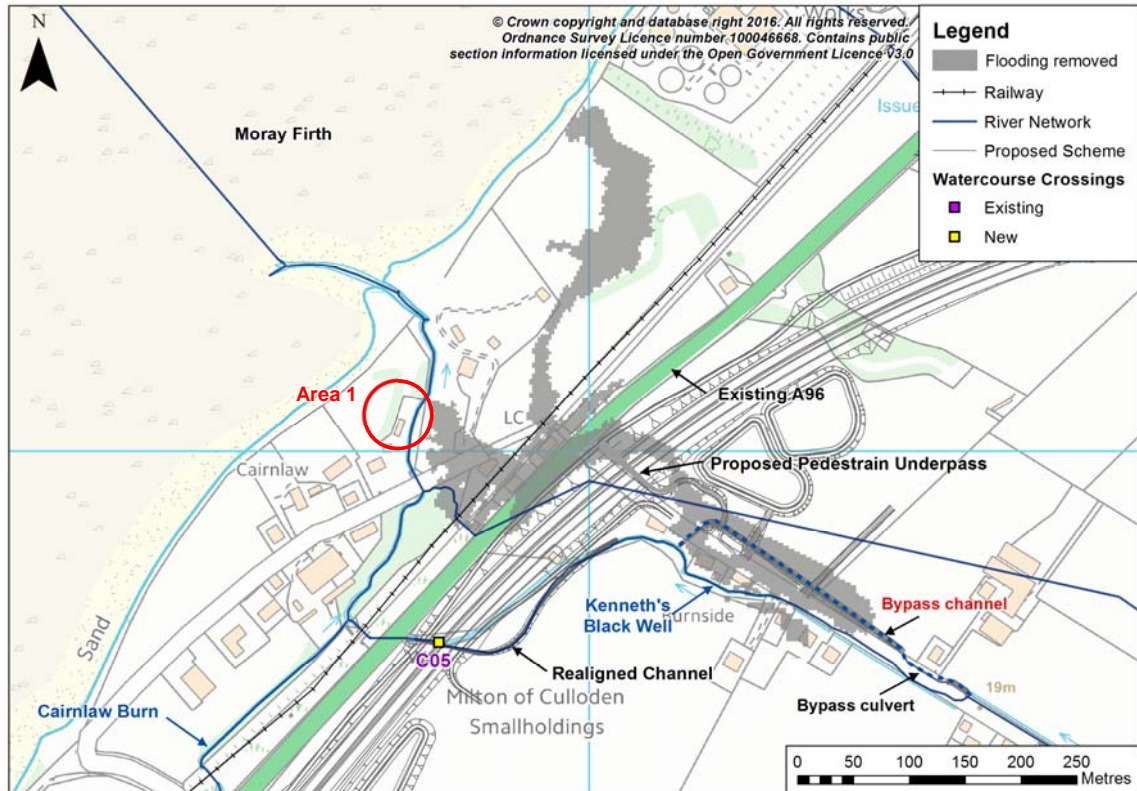 N
© Crown copyright and database right 2016. All rights reserved.
Ordnance Survey Licence number 100046668. Contains public
section information licensed under the Open Government Licence v3.0
Works
Legend
Flooding removed
Railway
River Network
Proposed Scheme
Watercourse Crossings
Existing
New
Issue
Moray Firth
Area 1
LC
Existing A96
Cairnlaw
Proposed Pedestrain Underpass
Sand
Kenneth's
Black Well
Burnside
Bypass channel
C05
Realigned Channel
19m
Milton of Culloden
Smallholdings
Bypass culvert
Cairnlaw Burn
0 50 100 150 200 250
Metres